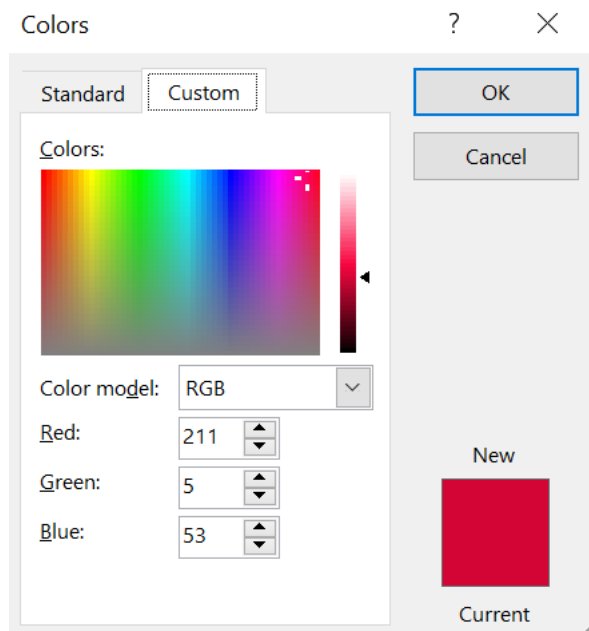 Colors ?
Standard Custom
OK
Cancel
Colors:
Color model: RGB
Red: 211
Green: 5
Blue: 53
New
Current